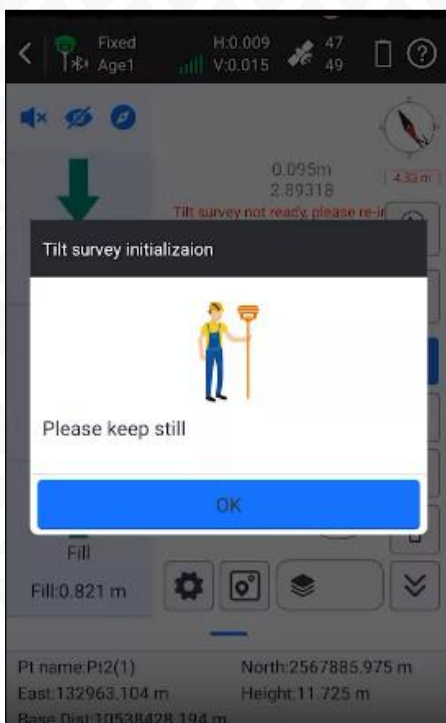 Fixed
Age1
H:0.009
V:0.015
47
49
0.095m
2.89318
4.33 m
Tilt survey not ready, please re-in
Tilt survey initializaion
Please keep still
OK
Fill
Fill:0.821 m
Pt name:Pt2(1)
North:2567885.975 m
East:132963.104 m
Height:11.725 m
Base Dist:10538428.194 m